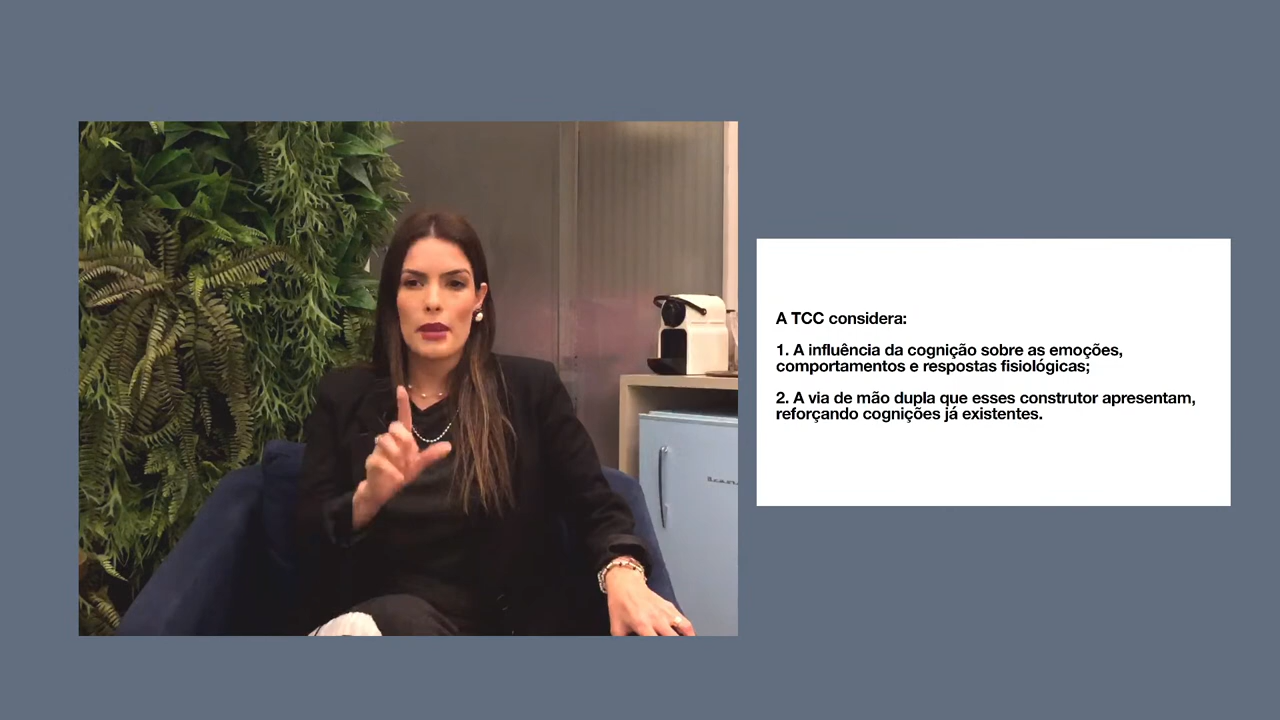 A TCC considera:
1. A influência da cognição sobre as emoções,
comportamentos e respostas fisiológicas;
2. A via de mão dupla que esses construtor apresentam,
reforçando cognições já existentes.